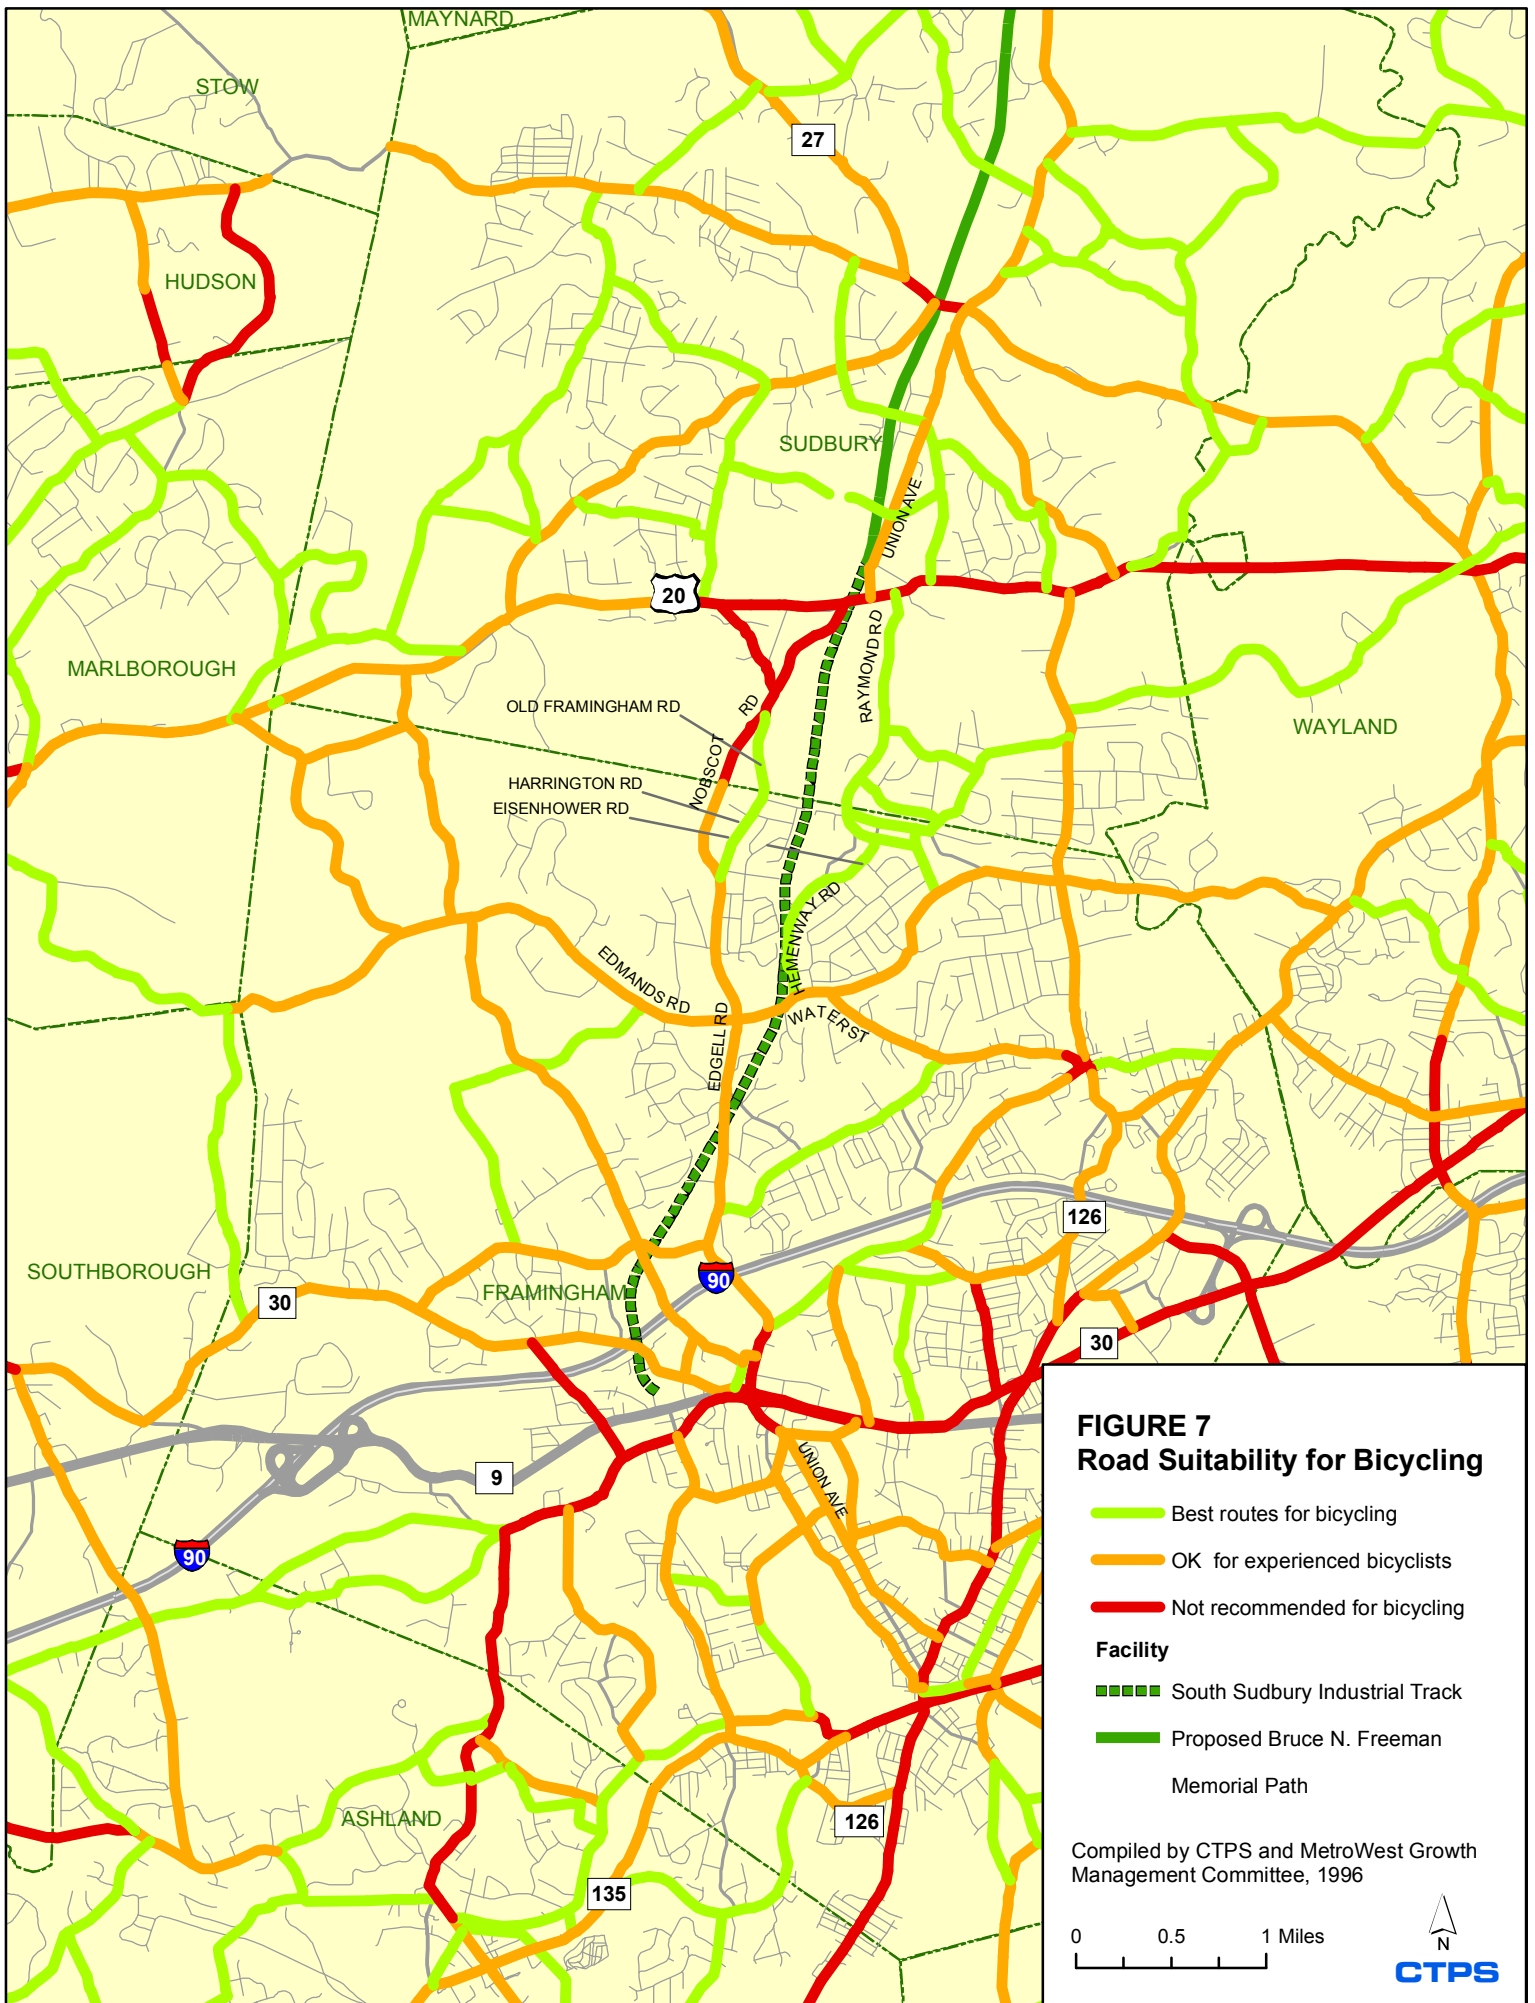 MAYNARD
STOW
27
HUDSON
SUDBURY
UNION AVE
20
MARLBOROUGH
RAYMOND RD
OLD FRAMINGHAM RD
NOBSCOT RD
WAYLAND
HARRINGTON RD
EISENHOWER RD
HEMENWAY RD
EDMANDS RD
WATER ST
EDGELL RD
126
SOUTHBOROUGH
90
FRAMINGHAM
30
30
UNION AVE
9
90
ASHLAND
126
135
FIGURE 7
Road Suitability for Bicycling
Best routes for bicycling
OK for experienced bicyclists
Not recommended for bicycling
Facility
South Sudbury Industrial Track
Proposed Bruce N. Freeman
Memorial Path
Compiled by CTPS and MetroWest Growth
Management Committee, 1996
0 0.5 1 Miles
N
CTPS